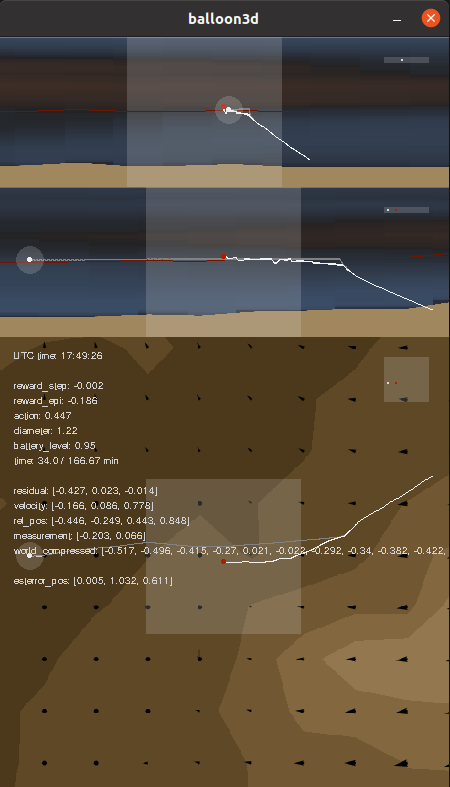 balloon3d
UTC time: 17:49:26
reward_step: -0.002
reward_epi: -0.186
action: 0.447
diameter: 1.22
battery_level: 0.95
time: 34.0 / 166.67 min
residual: [-0.427, 0.023, -0.014]
velocity: [-0.166, 0.086, 0.778]
rel_pos: [-0.446, -0.249, 0.443, 0.848]
measurement: [-0.203, 0.066]
world_compressed: [-0.517, -0.496, -0.415, -0.27, 0.021, -0.022, -0.292, -0.34, -0.382, -0.422,
esterror_pos: [0.005, 1.032, 0.611]